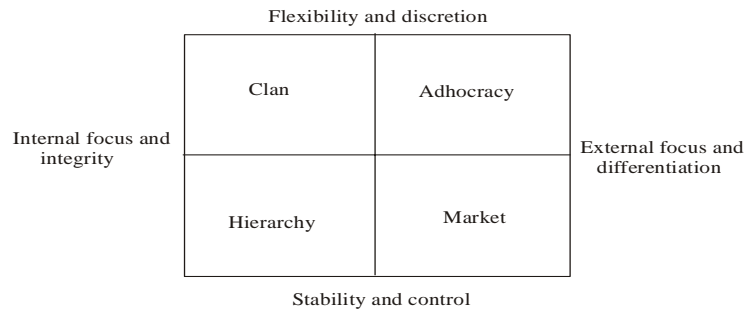 Flexibility and discretion
Clan
Adhocracy
Internal focus and
integrity
External focus and
differentiation
Hierarchy
Market
Stability and control